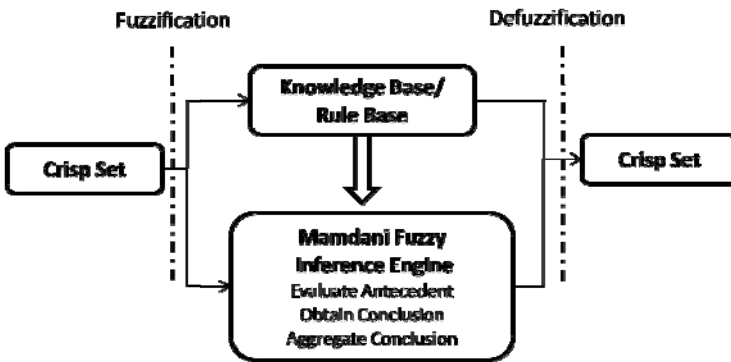 Fuzzification
Defuzzification
Knowledge Base/
Rule Base
Crisp Set
Crisp Set
Mamdani Fuzzy
Inference Engine
Evaluate Antecedent
Obtain Conclusion
Aggregate Conclusion